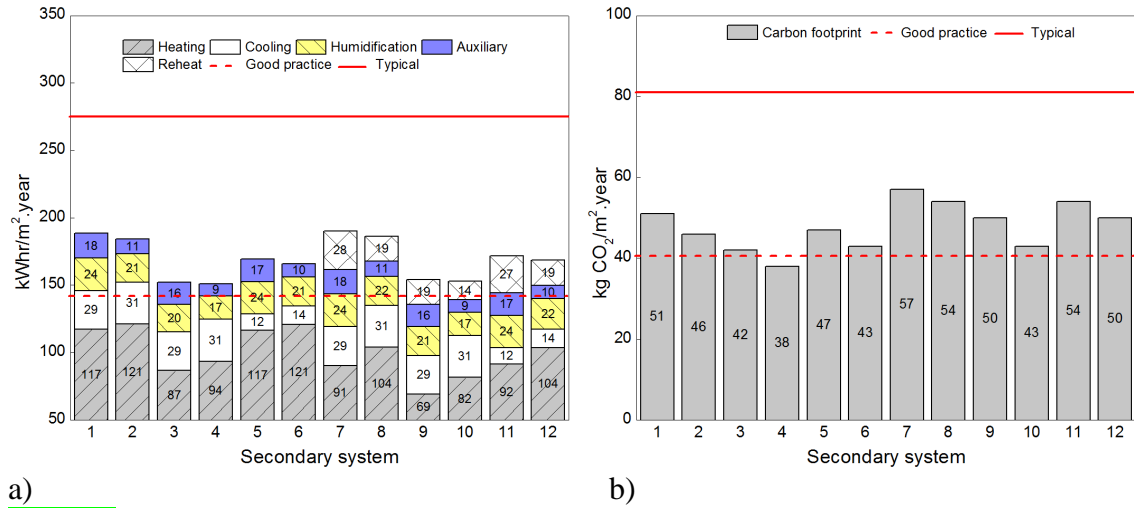 350
300
250
200
150
100
50
kWhr/m².year
Heating Cooling Humidification Auxiliary
Reheat Good practice Typical
18 11 16 9 17 10 28 19 19 14 27 19
24 21 20 17 24 21 18 11 16 9 17 10
29 31 29 31 12 14 24 22 21 17 24 22
117 121 87 94 117 121 29 31 29 31 12 14
91 104 69 82 92 104
1 2 3 4 5 6 7 8 9 10 11 12
Secondary system
a)
100
80
60
40
20
0
kg CO₂/m².year
Carbon footprint Good practice Typical
51 46 42 38 47 43 57 54 50 43 54 50
1 2 3 4 5 6 7 8 9 10 11 12
Secondary system
b)